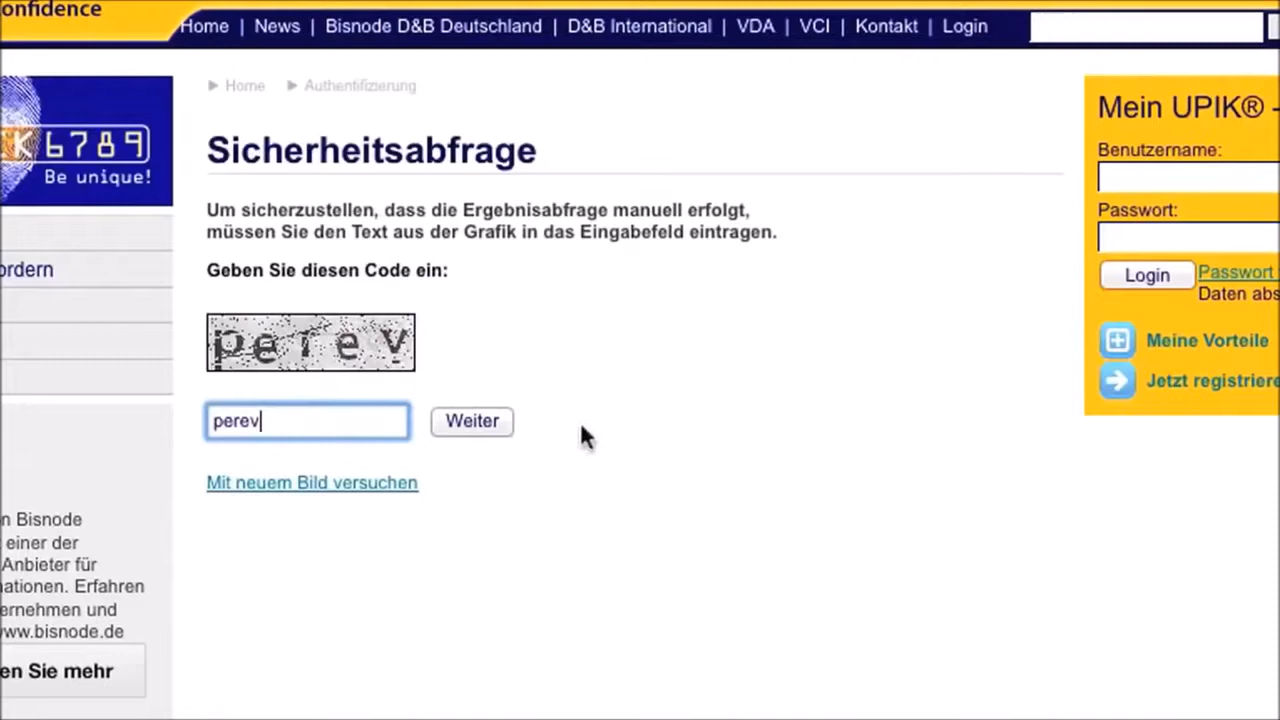 onfidence
Home | News | Bisnode D&B Deutschland | D&B International | VDA | VCI | Kontakt | Login
K 6789
Be unique!
ordern
n Bisnode
einer der
Anbieter für
nationen. Erfahren
ernehmen und
www.bisnode.de
en Sie mehr
Home Authentifizierung
Sicherheitsabfrage
Um sicherzustellen, dass die Ergebnisabfrage manuell erfolgt,
müssen Sie den Text aus der Grafik in das Eingabefeld eintragen.
Geben Sie diesen Code ein:
perev
perev
Weiter
Mit neuem Bild versuchen
Mein UPIK® -
Benutzername:
Passwort:
Login Passwort
Daten abs
Meine Vorteile
Jetzt registriere